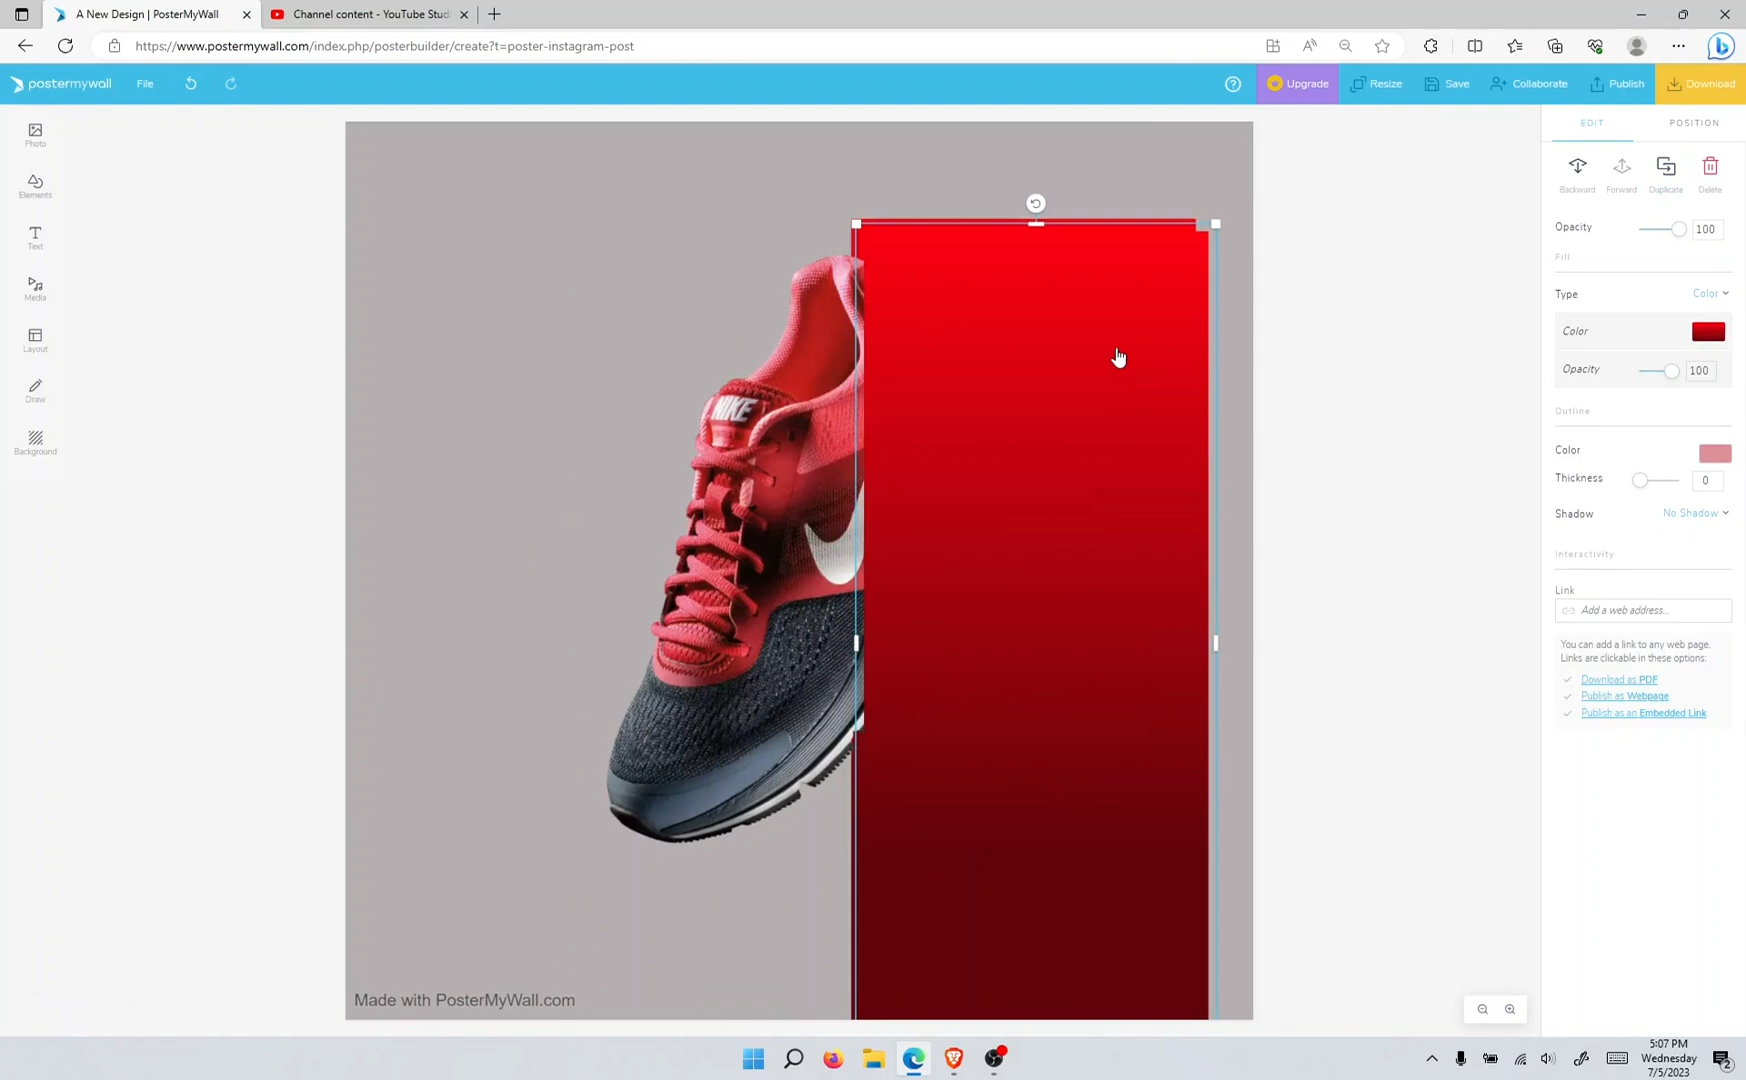 A New Design | PosterMyWall
Channel content - YouTube Stud
https://www.postermywall.com/index.php/posterbuilder/create?t=poster-instagram-post
postermywall
File
Upgrade
Resize
Save
Collaborate
Publish
Download
Photo
Elements
Text
Media
Layout
Draw
Background
EDIT
POSITION
Backward
Forward
Duplicate
Delete
Opacity
100
Fill
Type
Color
Color
Opacity
100
Outline
Color
Thickness
0
Shadow
No Shadow
Interactivity
Link
Add a web address...
You can add a link to any web page.
Links are clickable in these options:
Download as PDF
Publish as Webpage
Publish as an Embedded Link
NIKE
Made with PosterMyWall.com
5:07 PM
Wednesday
7/5/2023
2